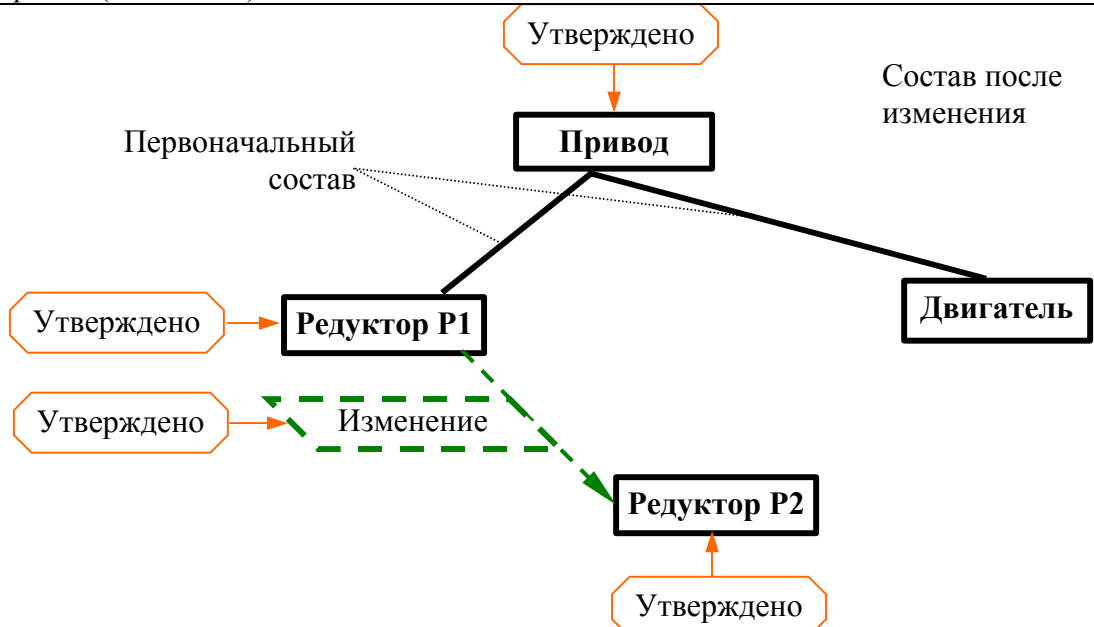 Утверждено
Состав после
изменения
Привод
Первоначальный
состав
Двигатель
Утверждено
Редуктор Р1
Утверждено
Изменение
Редуктор Р2
Утверждено